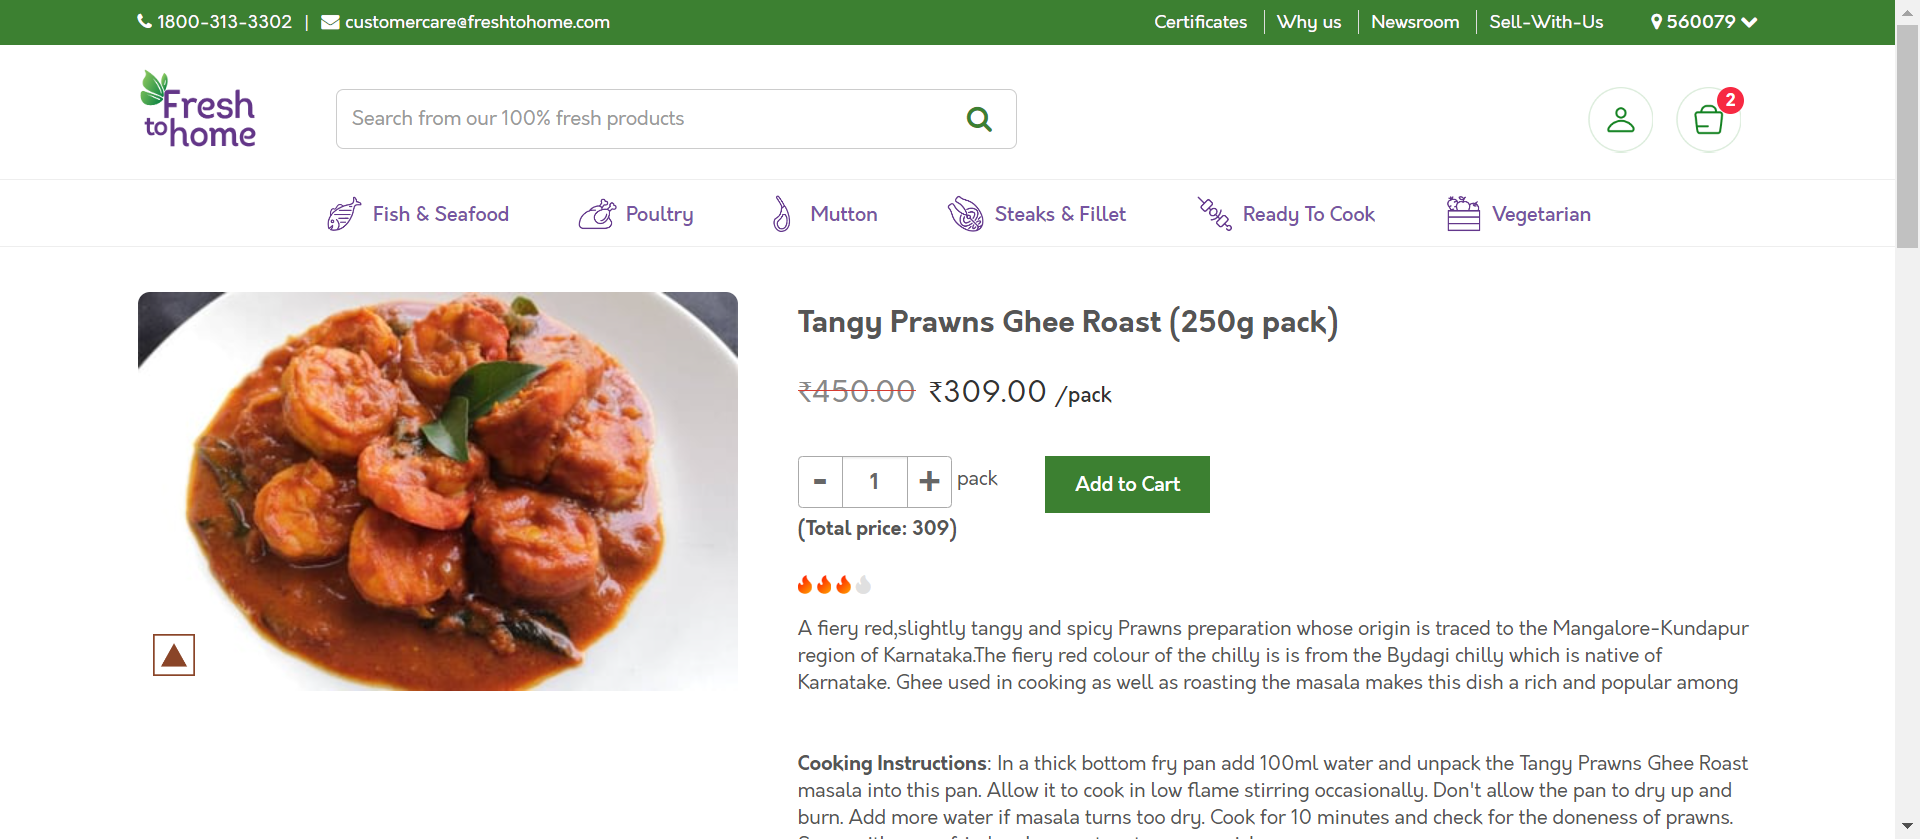 1800-313-3302 | customercare@freshtohome.com
Certificates
Why us
Newsroom
Sell-With-Us
560079
Fresh
to home
Search from our 100% fresh products
2
Fish & Seafood
Poultry
Mutton
Steaks & Fillet
Ready To Cook
Vegetarian
Tangy Prawns Ghee Roast (250g pack)
₹450.00 ₹309.00 /pack
- 1 + pack
Add to Cart
(Total price: 309)
A fiery red,slightly tangy and spicy Prawns preparation whose origin is traced to the Mangalore-Kundapur
region of Karnataka.The fiery red colour of the chilly is is from the Bydagi chilly which is native of
Karnatake. Ghee used in cooking as well as roasting the masala makes this dish a rich and popular among
Cooking Instructions: In a thick bottom fry pan add 100ml water and unpack the Tangy Prawns Ghee Roast
masala into this pan. Allow it to cook in low flame stirring occasionally. Don't allow the pan to dry up and
burn. Add more water if masala turns too dry. Cook for 10 minutes and check for the doneness of prawns.